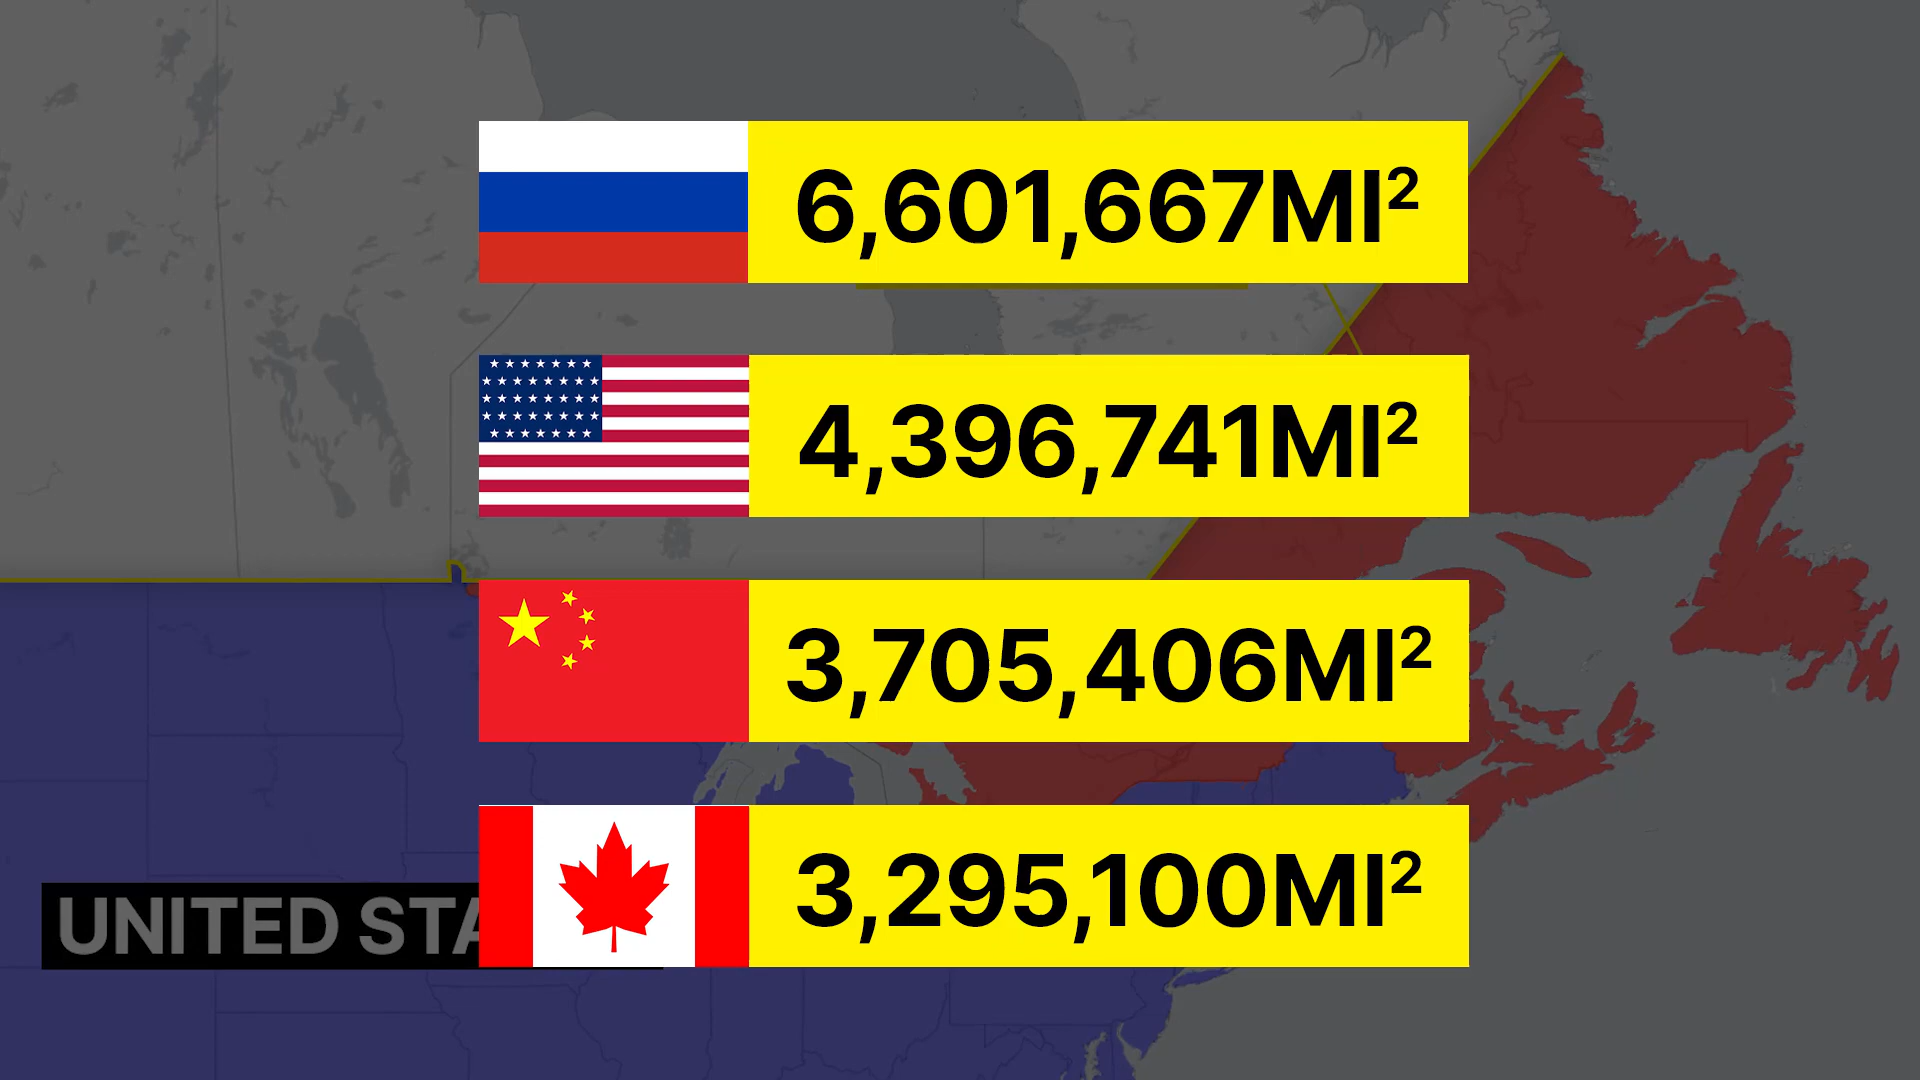 6,601,667MI²
4,396,741MI²
3,705,406MI²
3,295,100MI²
UNITED STA